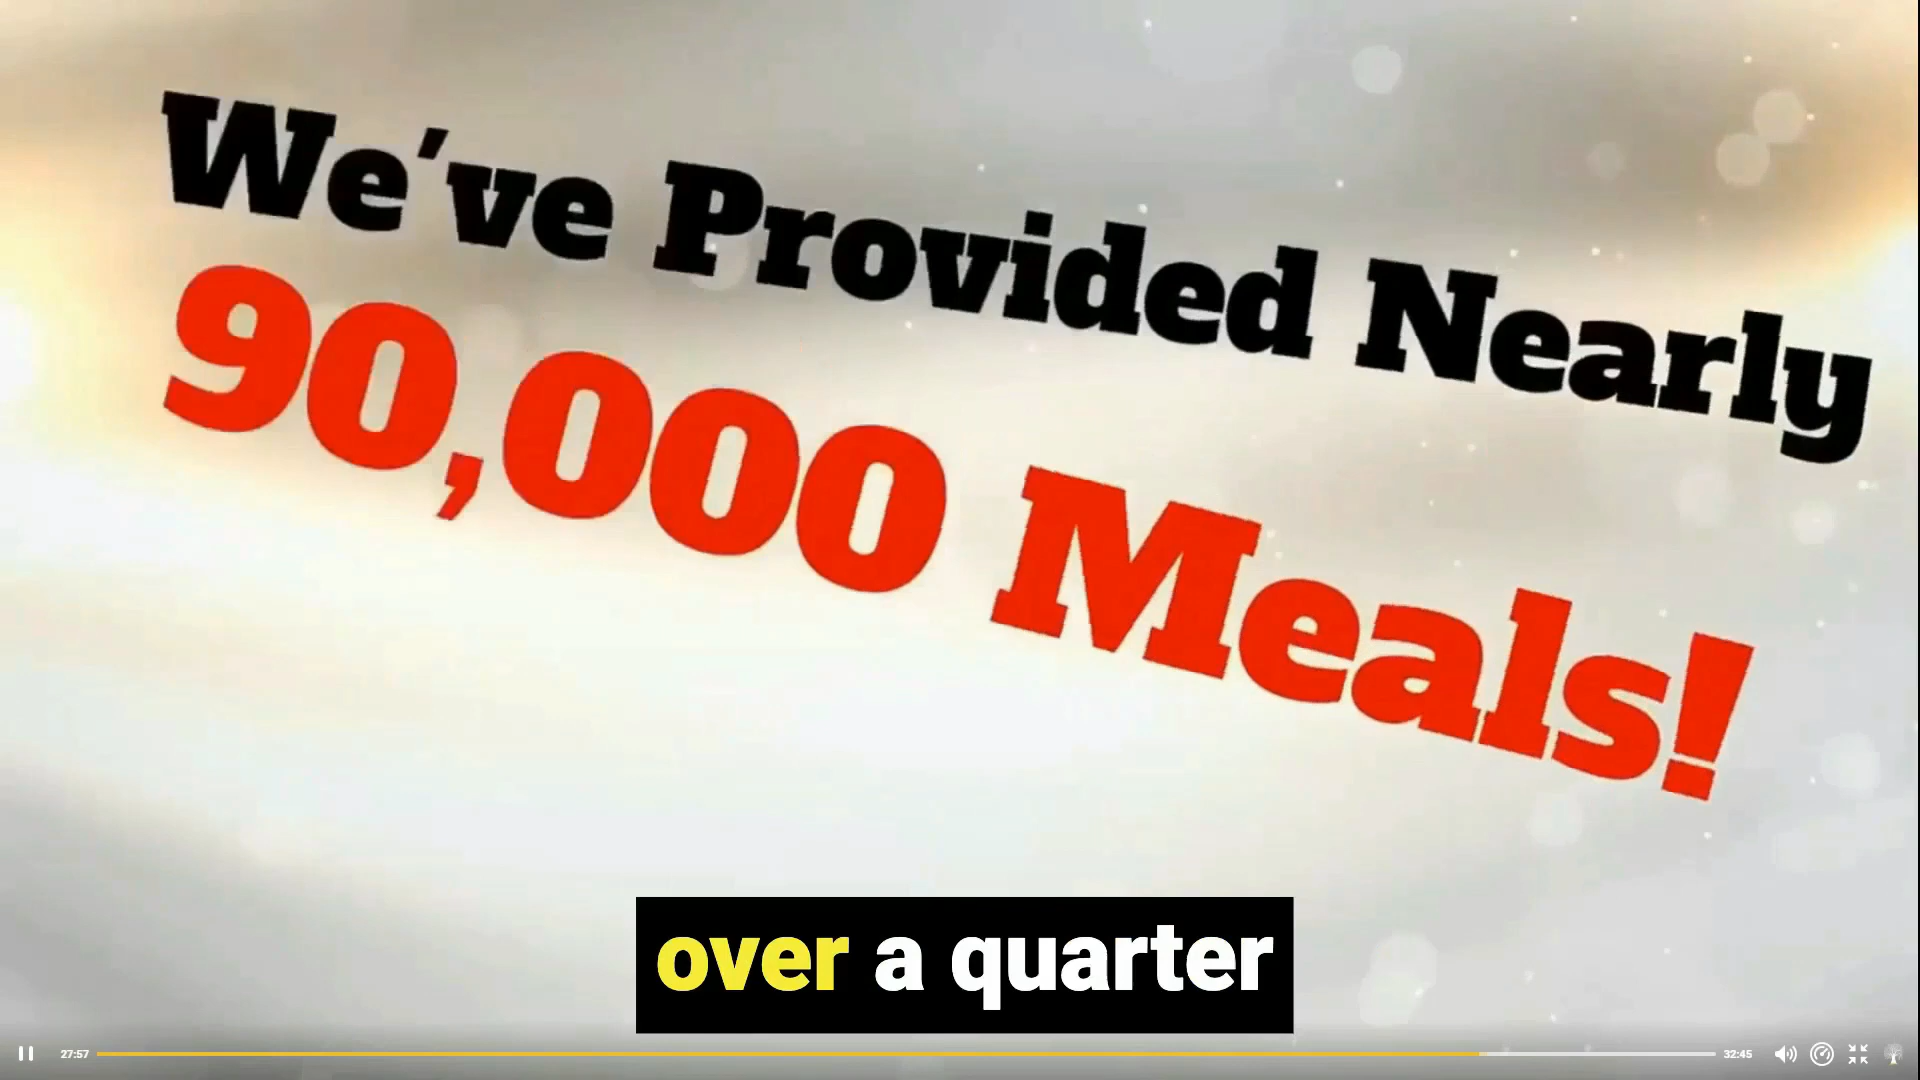 We've Provided Nearly
90,000 Meals!
over a quarter
27:57
32:45